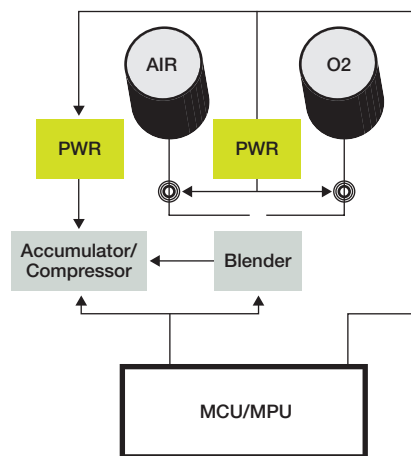 AIR
O2
PWR
PWR
Accumulator/
Compressor
Blender
MCU/MPU